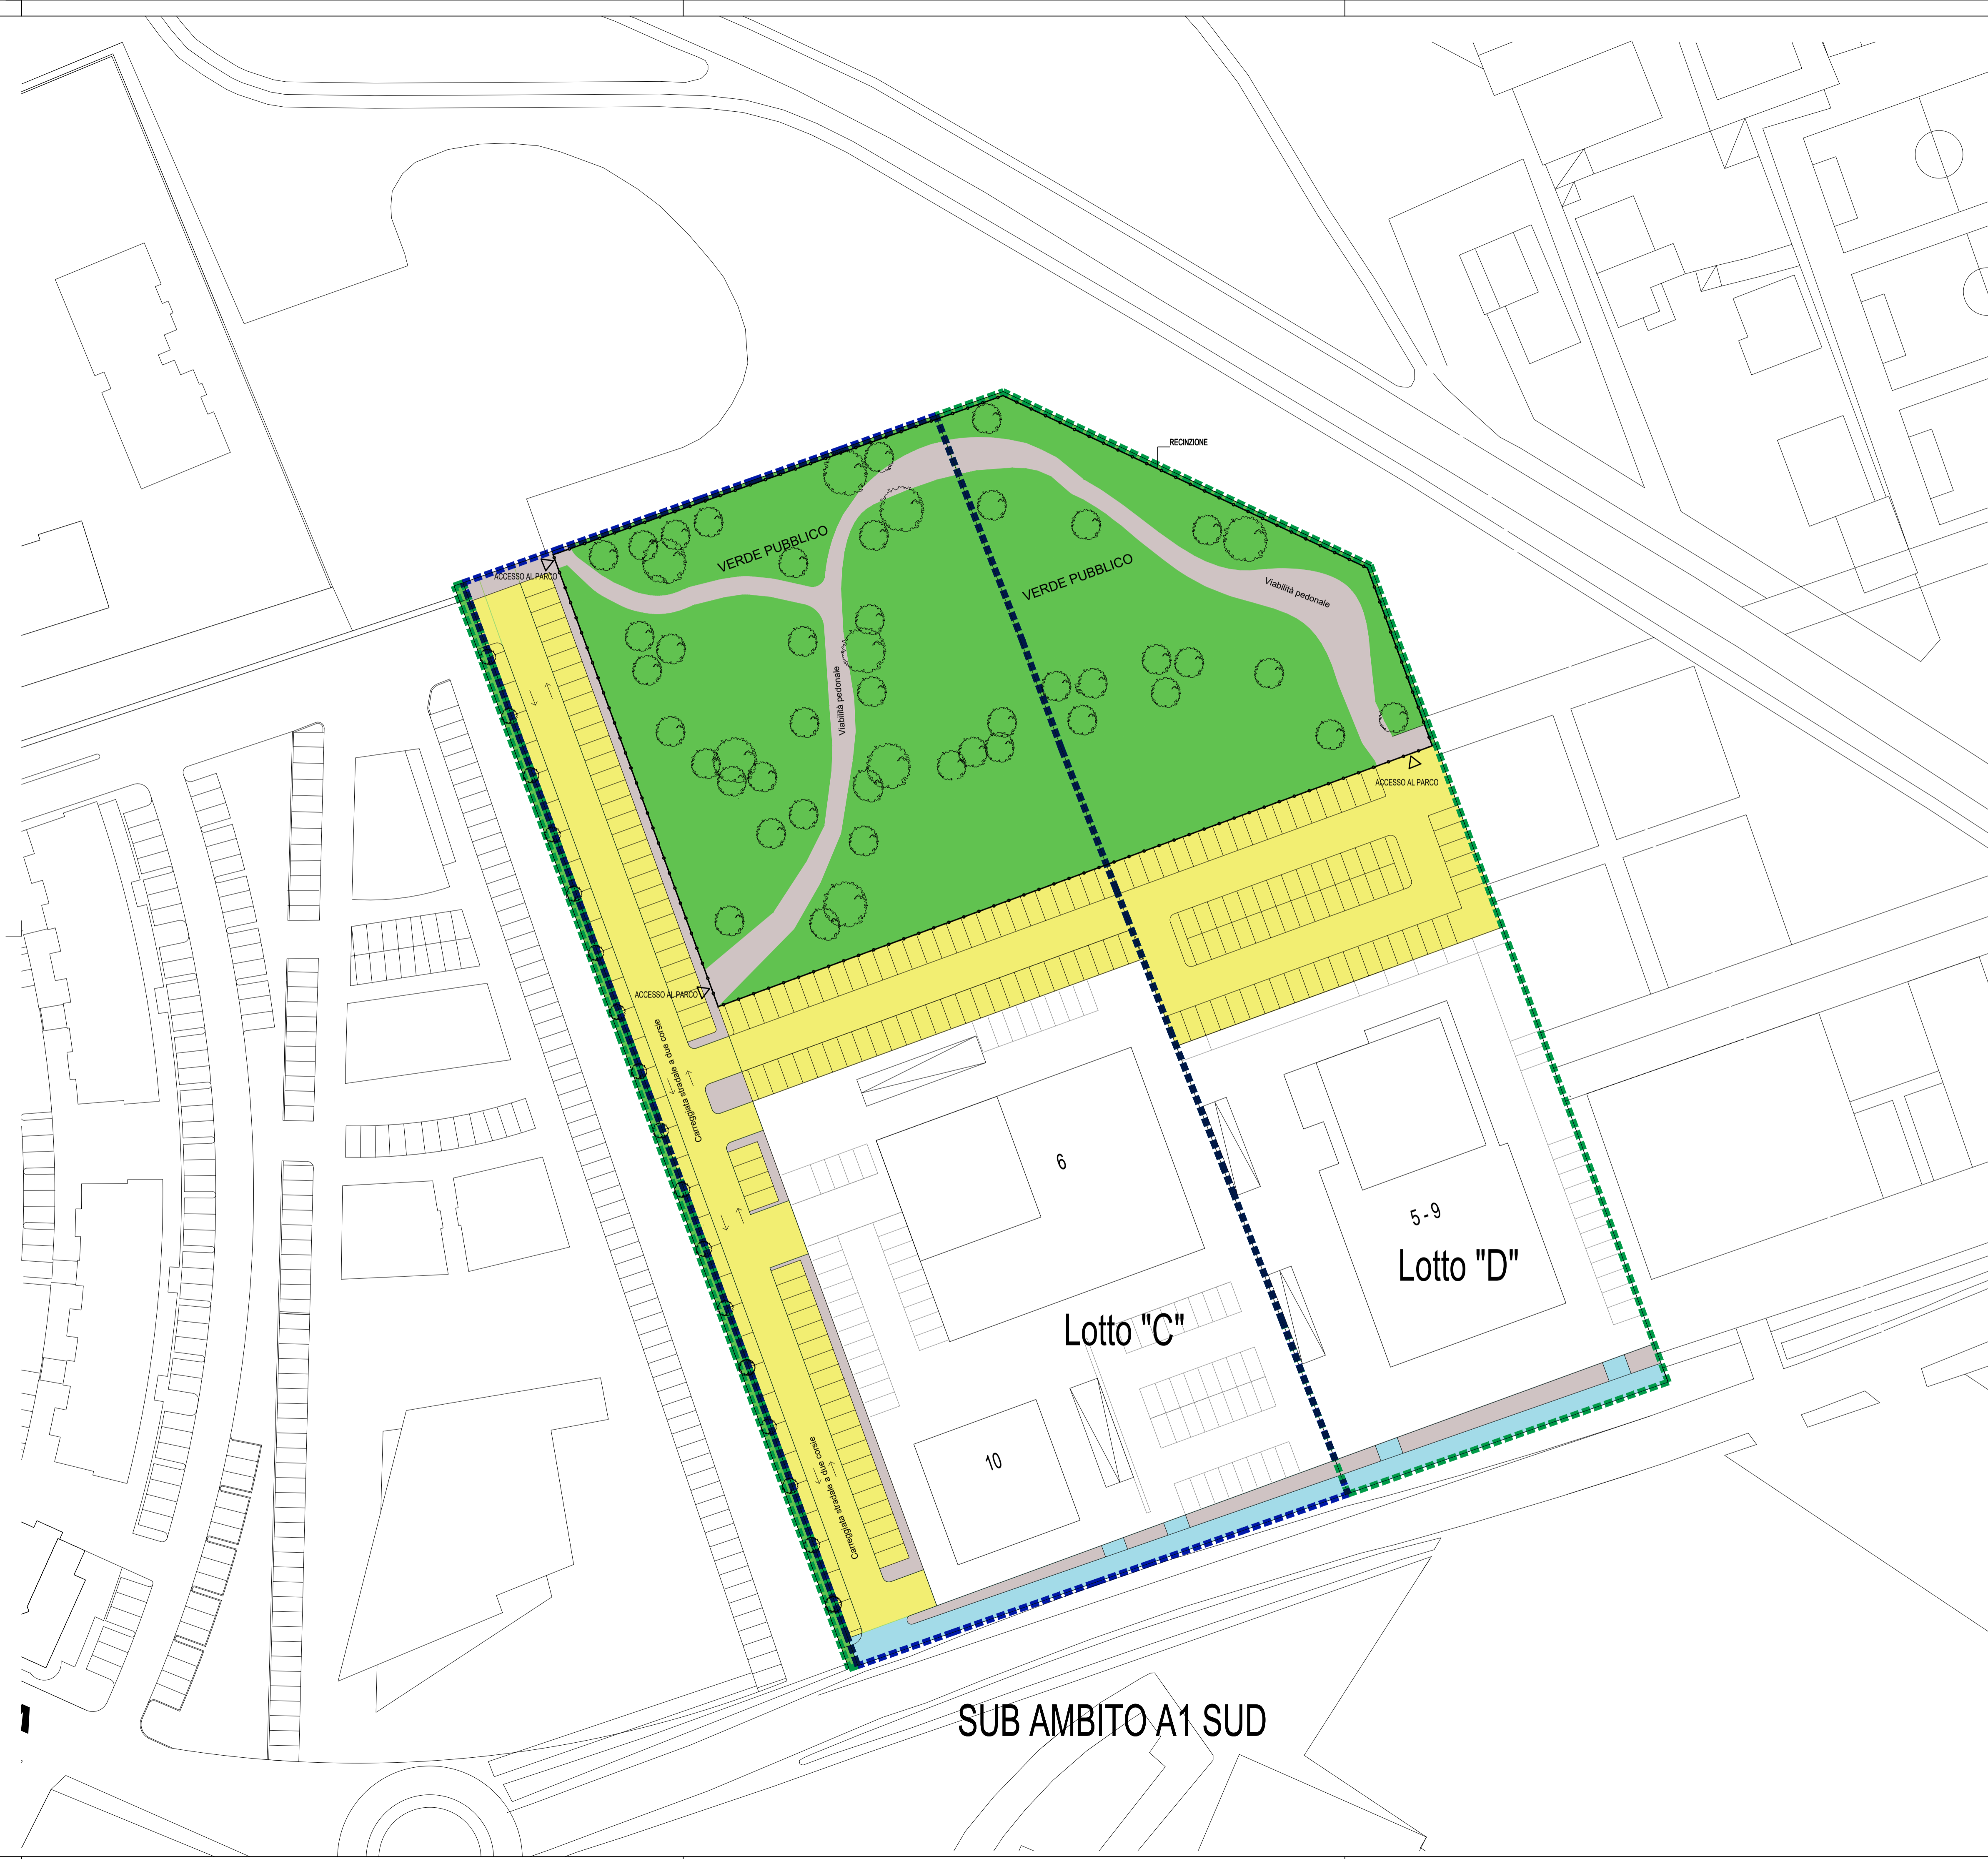 RECINZIONE
VERDE PUBBLICO
VERDE PUBBLICO
ACCESSO AL PARCO
Viabilità pedonale
Viabilità pedonale
ACCESSO AL PARCO
ACCESSO AL PARCO
Carreggiata stradale a due corsie
6
5 - 9
Lotto "D"
Lotto "C"
10
Carreggiata stradale a due corsie
SUB AMBITO A1 SUD